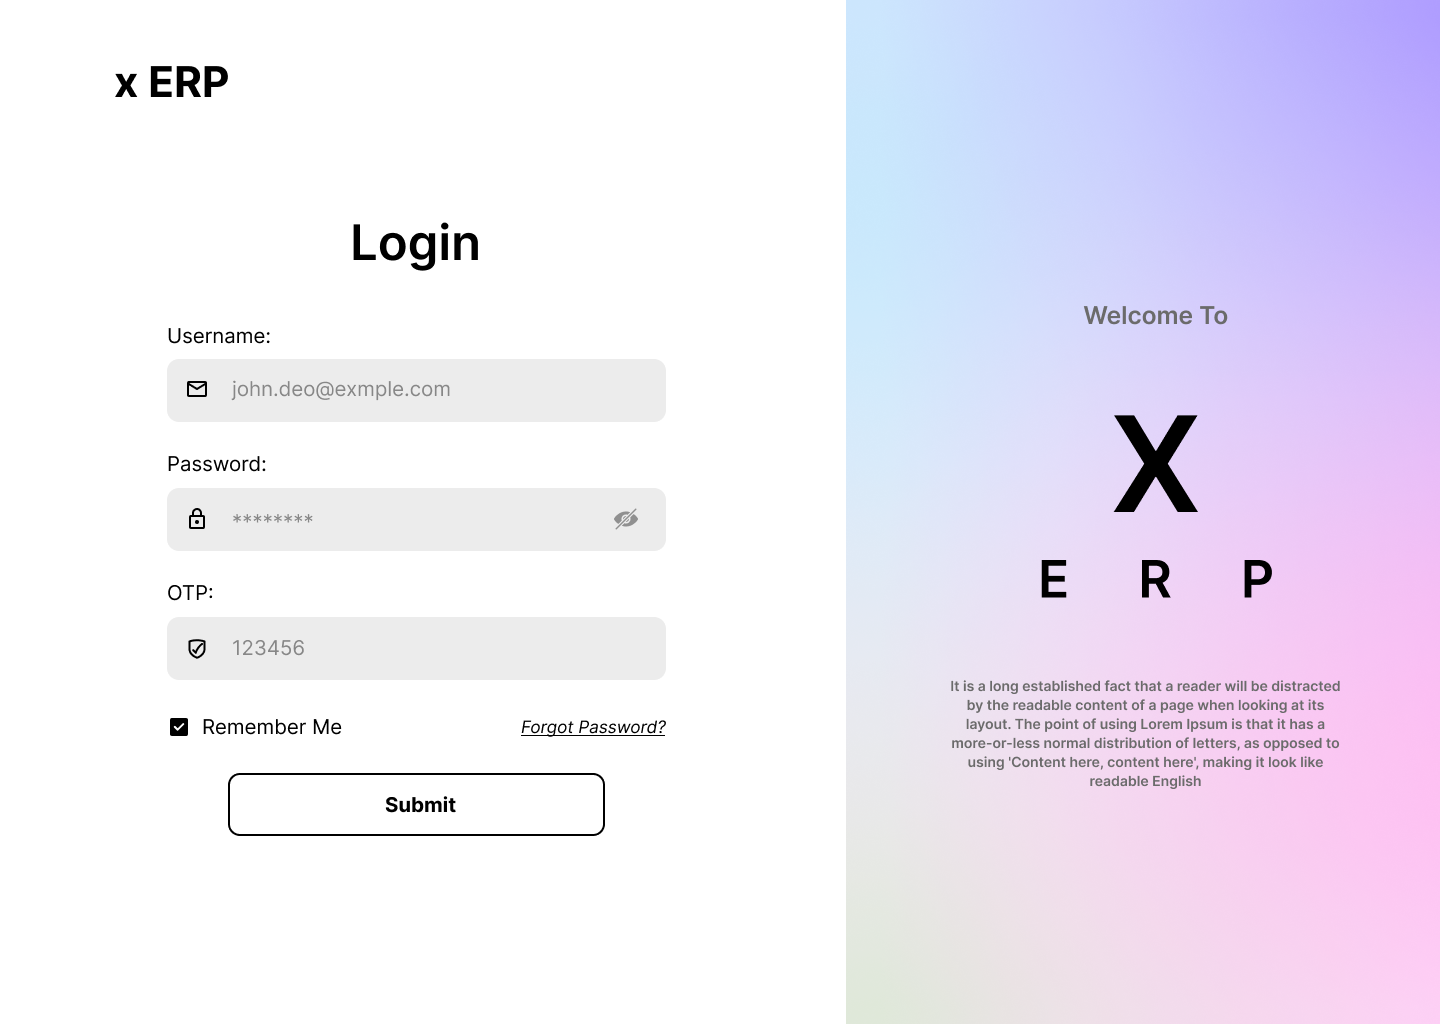 x ERP
Login
Username:
john.deo@exmple.com
Password:
********
OTP:
123456
Remember Me
Forgot Password?
Submit
Welcome To
X
E R P
It is a long established fact that a reader will be distracted
by the readable content of a page when looking at its
layout. The point of using Lorem Ipsum is that it has a
more-or-less normal distribution of letters, as opposed to
using 'Content here, content here', making it look like
readable English